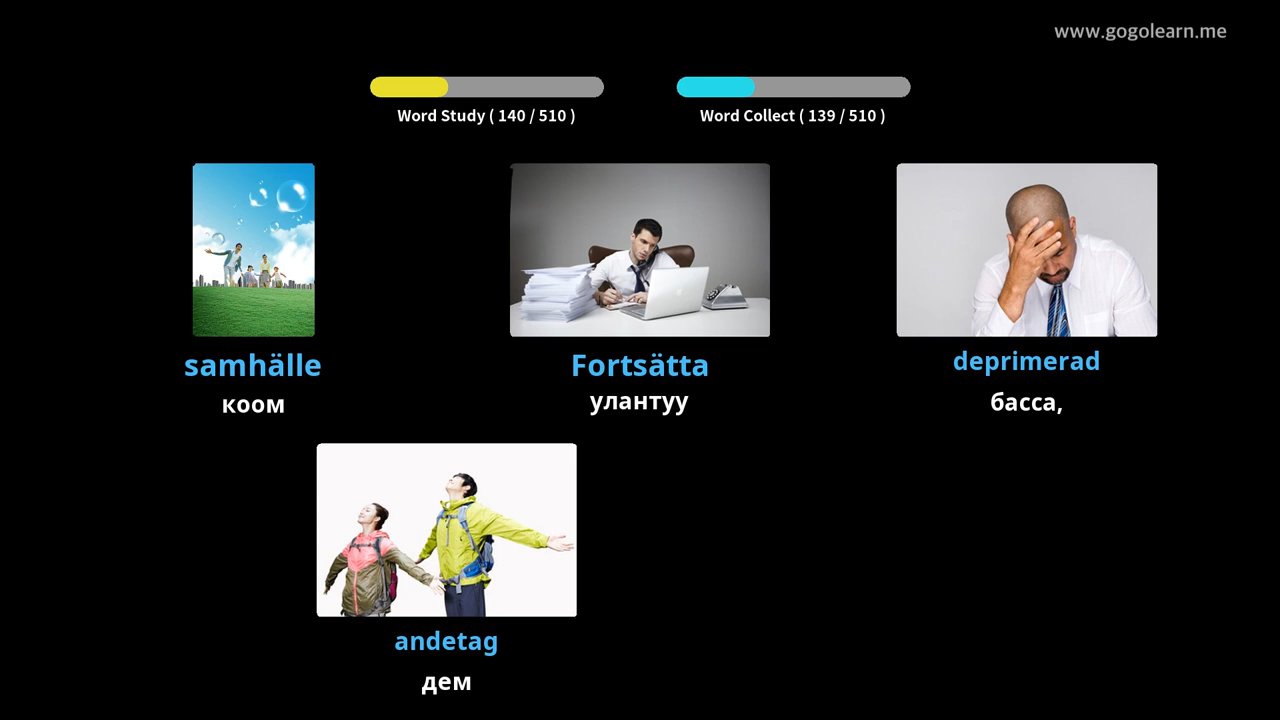 www.gogolearn.me
Word Study ( 140 / 510 )
Word Collect ( 139 / 510 )
samhälle
коом
Fortsätta
улантуу
deprimerad
басса,
andetag
дем